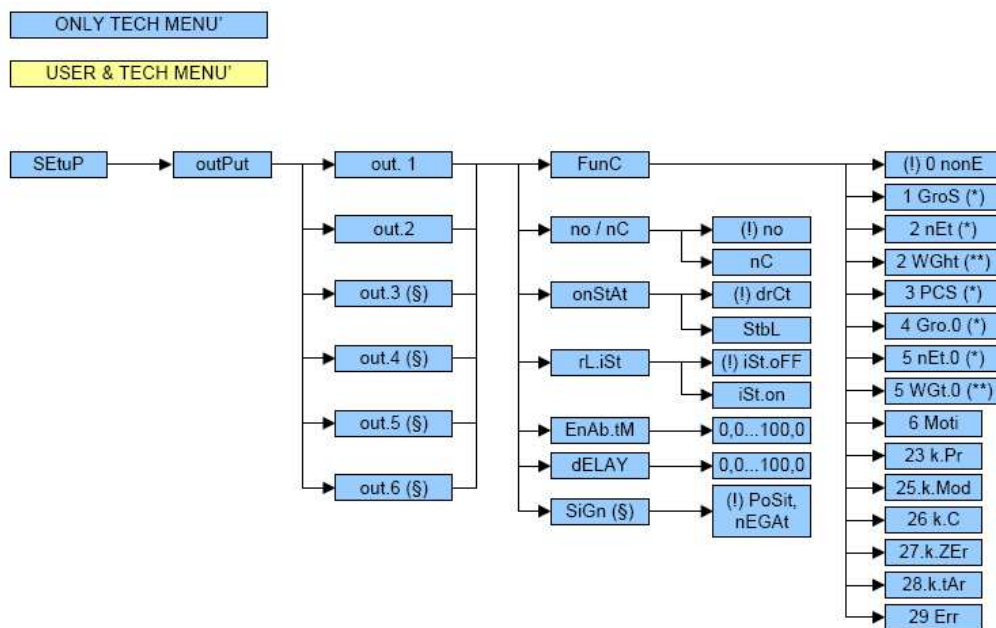 ONLY TECH MENU'
USER & TECH MENU'
SEtuP
outPut
out. 1
out.2
out.3 (§)
out.4 (§)
out.5 (§)
out.6 (§)
FunC
no / nC
(!) no
nC
onStAt
(!) drCt
StbL
rL.iSt
(!) iSt.oFF
iSt.on
EnAb.tM
0,0...100,0
dELAY
0,0...100,0
SiGn (§)
(!) PoSit,
nEGAt
(!) 0 nonE
1 GroS (*)
2 nEt (*)
2 WGht (**)
3 PCS (*)
4 Gro.0 (*)
5 nEt.0 (*)
5 WGt.0 (**)
6 Moti
23 k.Pr
25.k.Mod
26 k.C
27.k.ZEr
28.k.tAr
29 Err